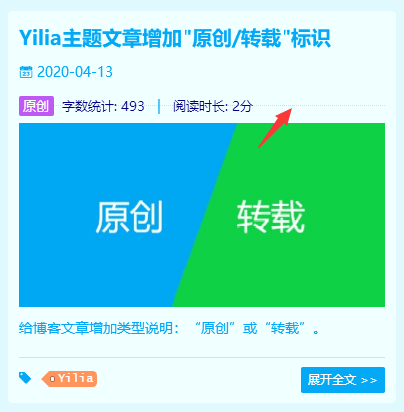 Yilia主题文章增加"原创/转载"标识
2020-04-13
原创 字数统计: 493 | 阅读时长: 2分
原创 转载
给博客文章增加类型说明：“原创”或“转载”。
Yilia 展开全文 >>